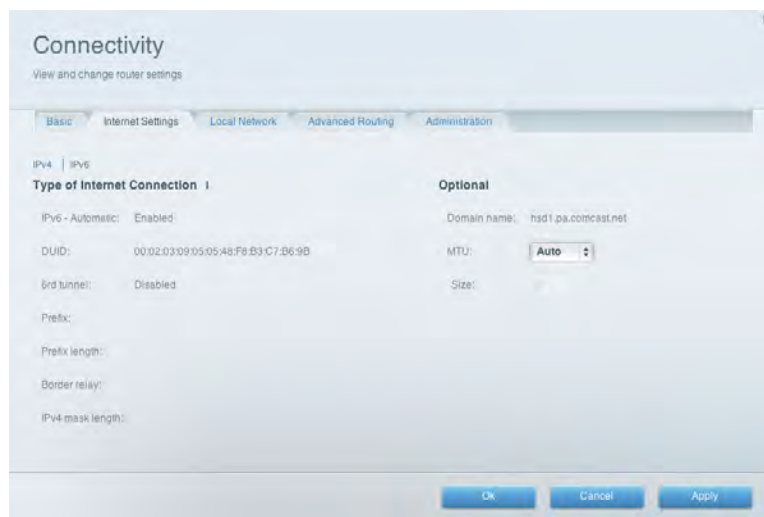 Connectivity
View and change router settings
Basic Internet Settings Local Network Advanced Routing Administration
IPv4 | IPv6
Type of Internet Connection |
IPv6 - Automatic: Enabled
DUID: 00:02:03:09:05:05:48:F8:B3:C7:B6:9B
6rd tunnel: Disabled
Prefix:
Prefix length:
Border relay:
IPv4 mask length:
Optional
Domain name: hsd1.pa.comcast.net
MTU: Auto
Size:
Ok Cancel Apply